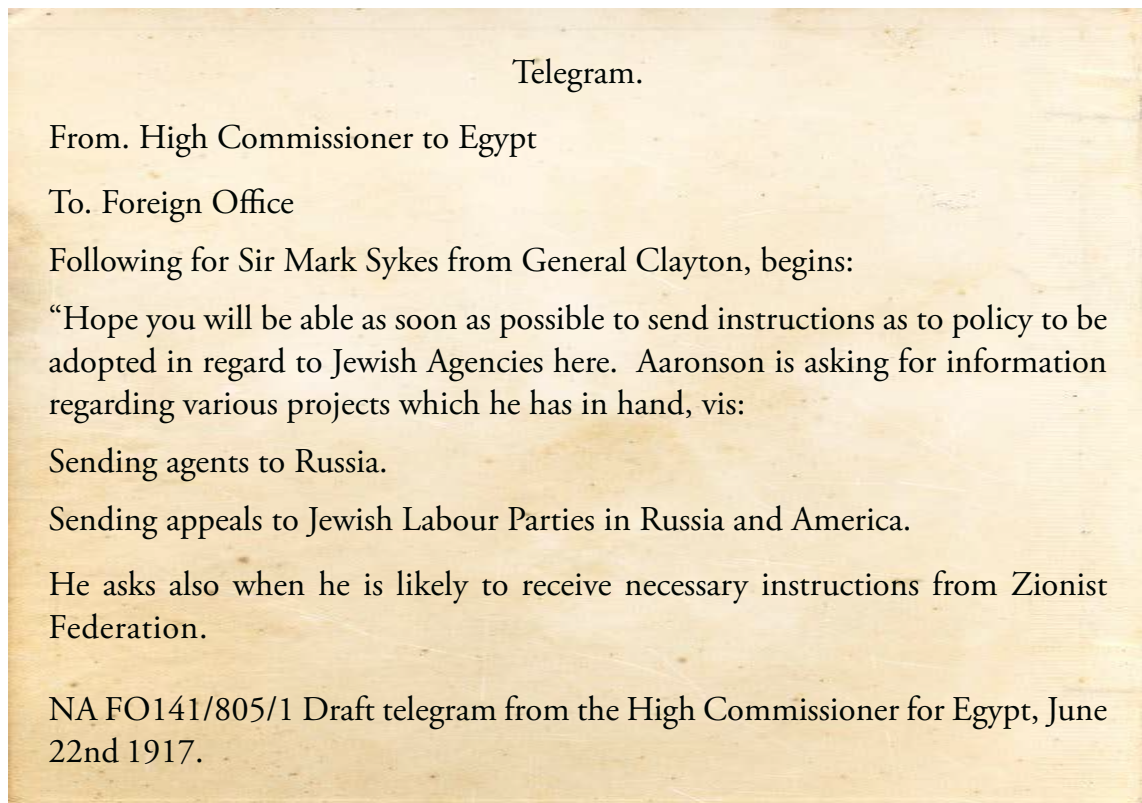 Telegram.
From. High Commissioner to Egypt
To. Foreign Office
Following for Sir Mark Sykes from General Clayton, begins:
“Hope you will be able as soon as possible to send instructions as to policy to be
adopted in regard to Jewish Agencies here. Aaronson is asking for information
regarding various projects which he has in hand, vis:
Sending agents to Russia.
Sending appeals to Jewish Labour Parties in Russia and America.
He asks also when he is likely to receive necessary instructions from Zionist
Federation.
NA FO141/805/1 Draft telegram from the High Commissioner for Egypt, June
22nd 1917.